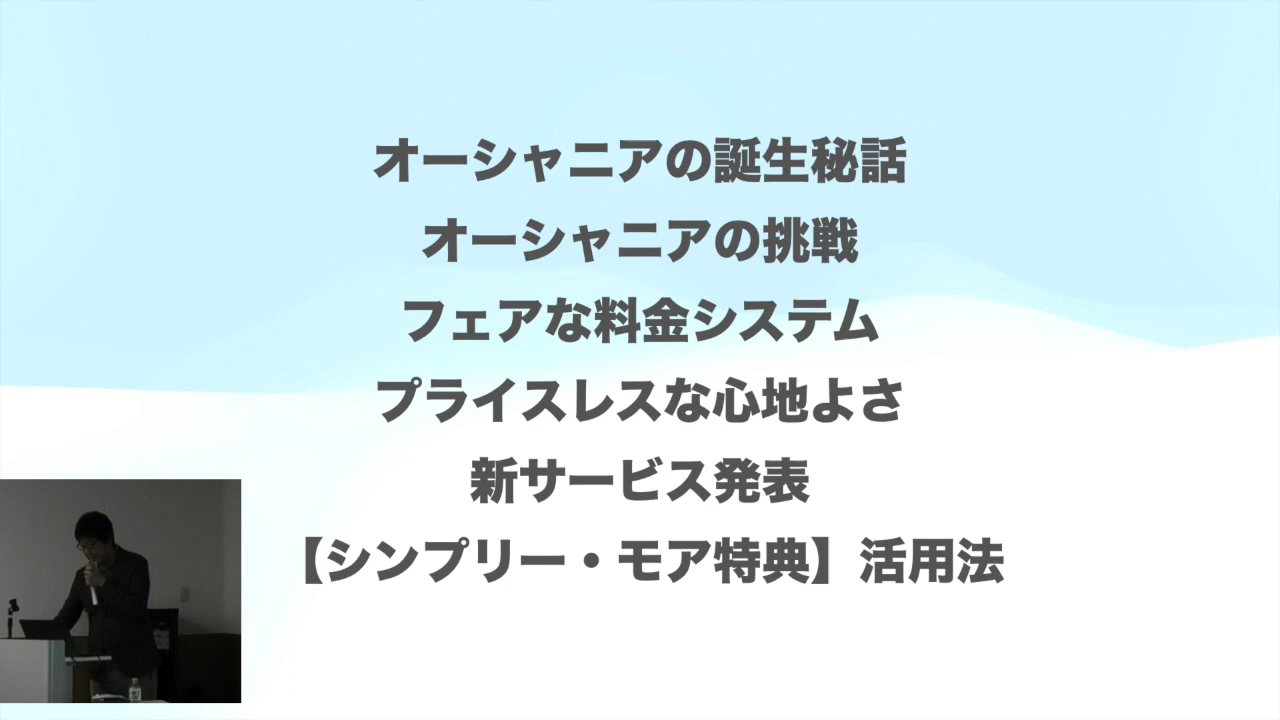 オーシャニアの誕生秘話
オーシャニアの挑戦
フェアな料金システム
プライスレスな心地よさ
新サービス発表
【シンプリー・モア特典】活用法